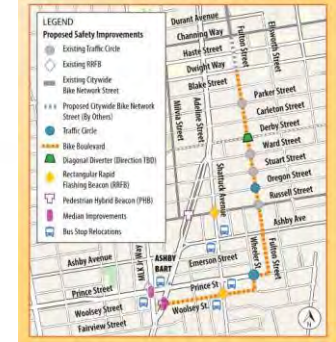 LEGEND
Proposed Safety Improvements
Existing Traffic Circle
Existing RRFB
Existing Citywide
Bike Network Street
Proposed Citywide Bike Network
Street (By Others)
Traffic Circle
Bike Boulevard
Diagonal Diverter (Direction TBD)
Rectangular Rapid
Flashing Beacon (RRFB)
Pedestrian Hybrid Beacon (PHB)
Median Improvements
Bus Stop Relocations
Durant Avenue
Channing Way
Haste Street
Dwight Way
Blake Street
Fulton Street
Ellsworth Street
Parker Street
Carleton Street
Derby Street
Ward Street
Stuart Street
Oregon Street
Russell Street
Milvia Street
Adeline Street
Shattuck Avenue
Ashby Ave
Ashby Avenue
ASHBY
BART
MLK Jr Way
Emerson Street
Wheeler St.
Fulton Street
Prince Street
Prince St.
Woolsey Street
Woolsey St.
Fairview Street
N